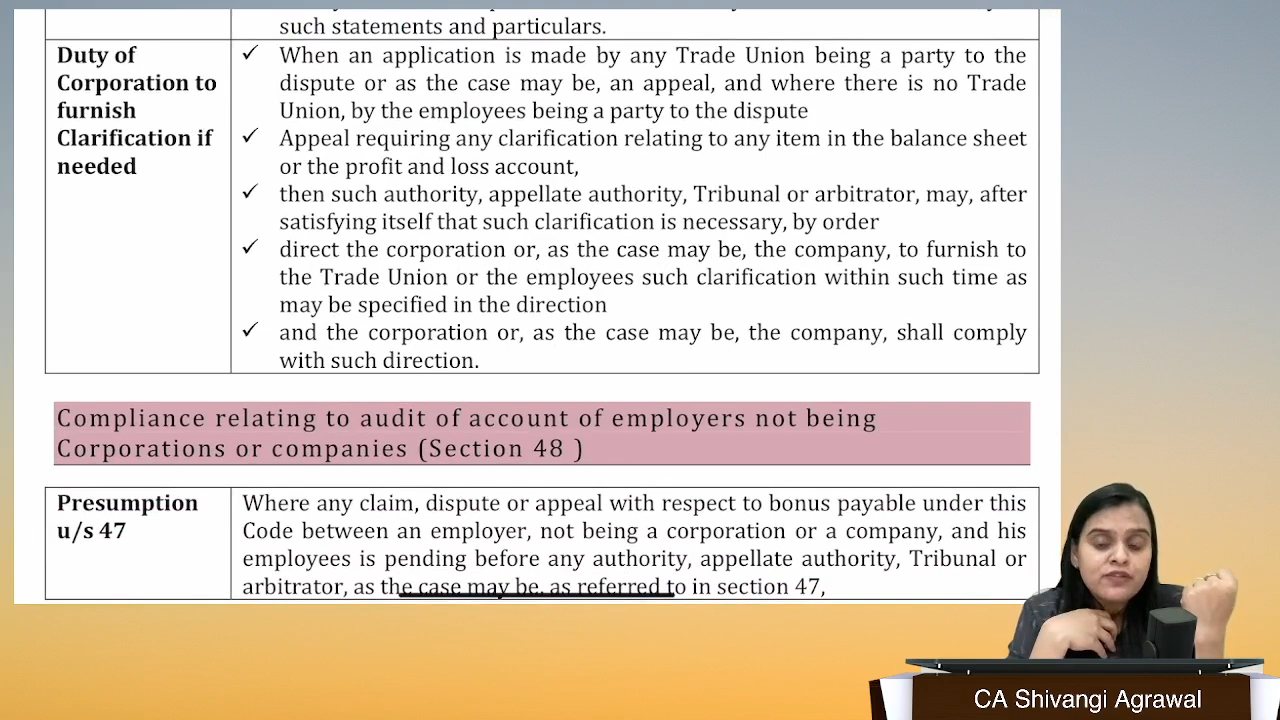 such statements and particulars.
Duty of
Corporation to
furnish
Clarification if
needed
✓ When an application is made by any Trade Union being a party to the
dispute or as the case may be, an appeal, and where there is no Trade
Union, by the employees being a party to the dispute
✓ Appeal requiring any clarification relating to any item in the balance sheet
or the profit and loss account,
✓ then such authority, appellate authority, Tribunal or arbitrator, may, after
satisfying itself that such clarification is necessary, by order
✓ direct the corporation or, as the case may be, the company, to furnish to
the Trade Union or the employees such clarification within such time as
may be specified in the direction
✓ and the corporation or, as the case may be, the company, shall comply
with such direction.
Compliance relating to audit of account of employers not being
Corporations or companies (Section 48 )
Presumption
u/s 47
Where any claim, dispute or appeal with respect to bonus payable under this
Code between an employer, not being a corporation or a company, and his
employees is pending before any authority, appellate authority, Tribunal or
arbitrator, as the case may be, as referred to in section 47,
CA Shivangi Agrawal